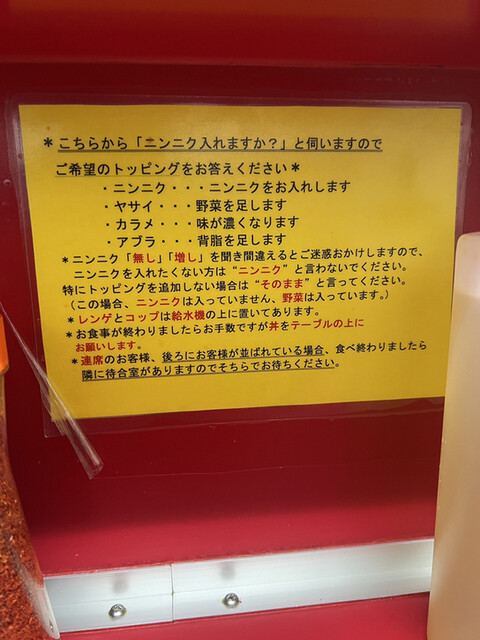 ＊こちらから「ニンニク入れますか？」と伺いますので
ご希望のトッピングをお答えください＊
・ニンニク・・・ニンニクをお入れします
・ヤサイ・・・野菜を足します
・カラメ・・・味が濃くなります
・アブラ・・・背脂を足します
＊ニンニク「無し」「増し」を聞き間違えるとご迷惑おかけしますので、
ニンニクを入れたくない方は“ニンニク”と言わないでください。
特にトッピングを追加しない場合は“そのまま”と言ってください。
（この場合、ニンニクは入っていません、野菜は入っています。）
＊レンゲとコップは給水機の上に置いてあります。
＊お食事が終わりましたらお手数ですが丼をテーブルの上に
お願いします。
＊連席のお客様、後ろにお客様が並ばれている場合、食べ終わりましたら
隣に待合室がありますのでそちらでお待ちください。